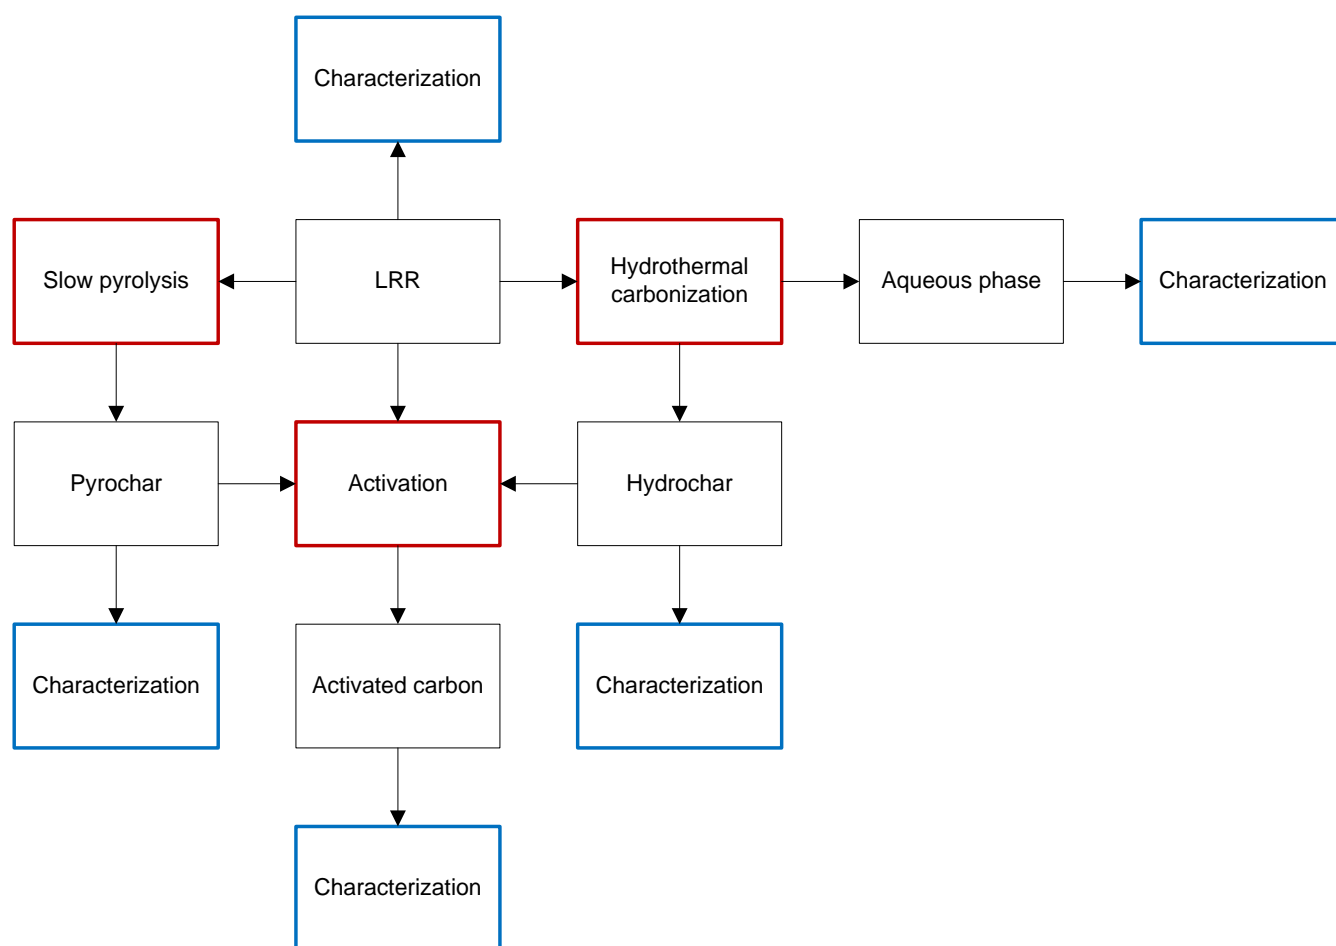 Characterization
Slow pyrolysis
LRR
Hydrothermal
carbonization
Aqueous phase
Characterization
Pyrochar
Activation
Hydrochar
Characterization
Activated carbon
Characterization
Characterization